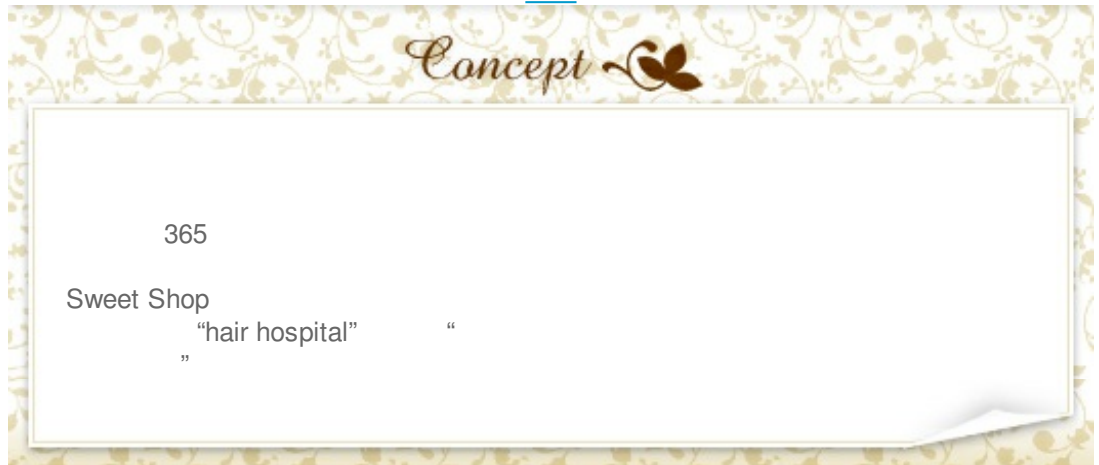 Concept
365
Sweet Shop
“hair hospital” “
”